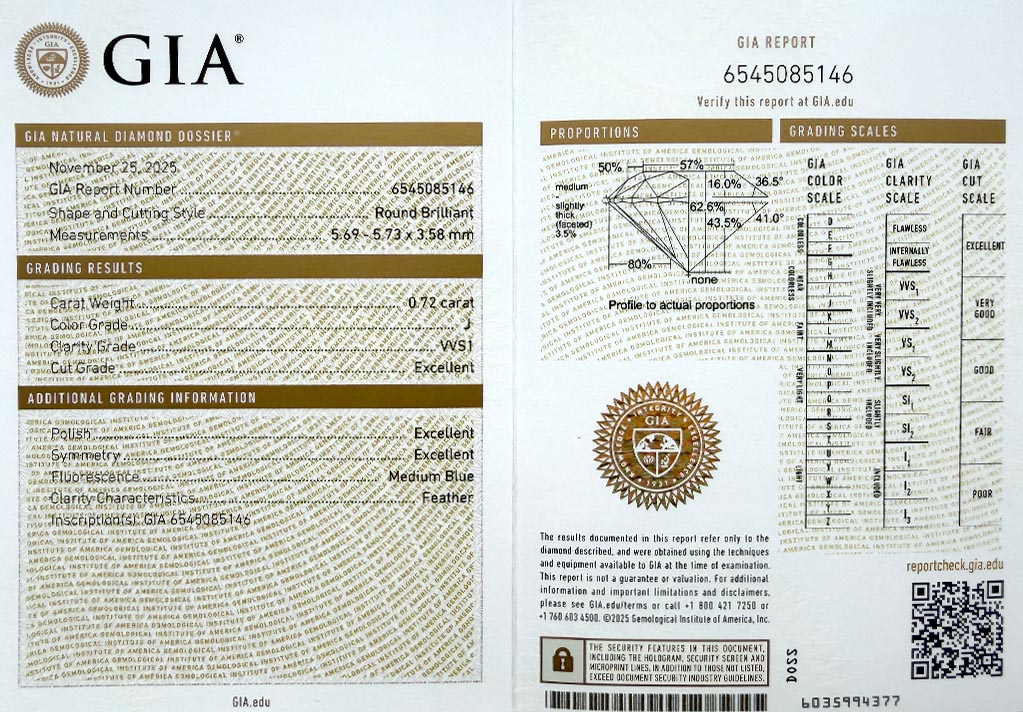 GIA®
GIA NATURAL DIAMOND DOSSIER®
November 25, 2025
GIA Report Number 6545085146
Shape and Cutting Style Round Brilliant
Measurements 5.69 - 5.73 x 3.58 mm
GRADING RESULTS
Carat Weight 0.72 carat
Color Grade J
Clarity Grade VVS1
Cut Grade Excellent
ADDITIONAL GRADING INFORMATION
Polish Excellent
Symmetry Excellent
Fluorescence Medium Blue
Clarity Characteristics Feather
Inscription(s): GIA 6545085146
GIA.edu
GIA REPORT
6545085146
Verify this report at GIA.edu
PROPORTIONS
50%
57%
medium
-
slightly
thick
(faceted)
3.5%
16.0%
36.5°
62.6%
43.5%
41.0°
80%
none
Profile to actual proportions
GIA
The results documented in this report refer only to the
diamond described, and were obtained using the techniques
and equipment available to GIA at the time of examination.
This report is not a guarantee or valuation. For additional
information and important limitations and disclaimers,
please see GIA.edu/terms or call +1 800 421 7250 or
+1 760 603 4500. ©2025 Gemological Institute of America, Inc.
THE SECURITY FEATURES IN THIS DOCUMENT,
INCLUDING THE HOLOGRAM, SECURITY SCREEN AND
MICROPRINT LINES, IN ADDITION TO THOSE NOT LISTED,
EXCEED DOCUMENT SECURITY INDUSTRY GUIDELINES.
GRADING SCALES
GIA
COLOR
SCALE
COLORLESS
D
E
F
NEAR
COLORLESS
G
H
I
J
FAINT
K
L
M
VERY LIGHT
N
O
P
Q
R
LIGHT
S
T
U
V
W
X
Y
Z
GIA
CLARITY
SCALE
FLAWLESS
INTERNALLY
FLAWLESS
VERY VERY
SLIGHTLY INCLUDED
VVS1
VVS2
VERY SLIGHTLY
INCLUDED
VS1
VS2
SLIGHTLY
INCLUDED
SI1
SI2
INCLUDED
I1
I2
I3
GIA
CUT
SCALE
EXCELLENT
VERY
GOOD
GOOD
FAIR
POOR
reportcheck.gia.edu
DOSS
6035994377